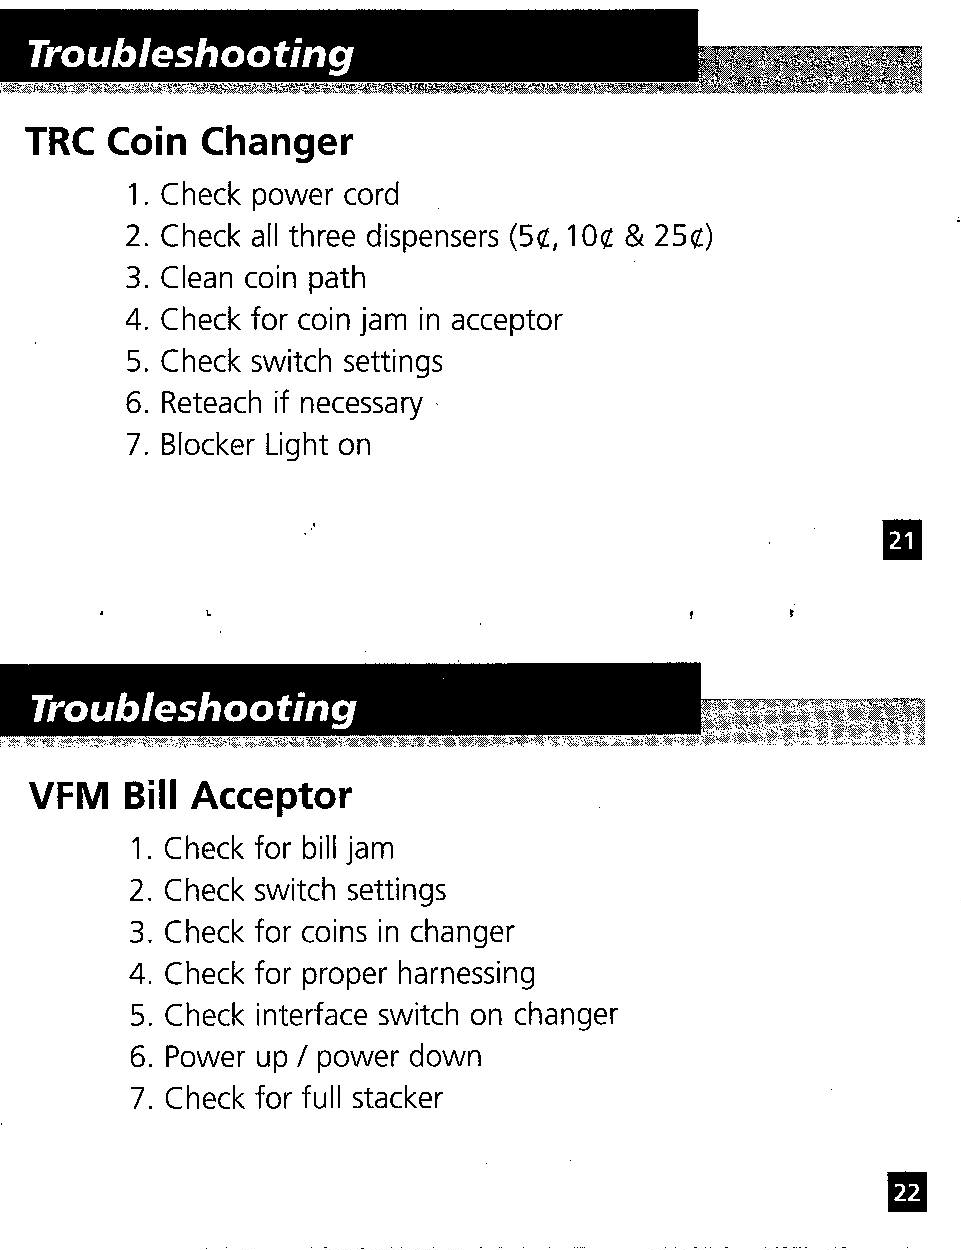 Troubleshooting
TRC Coin Changer
1. Check power cord
2. Check all three dispensers (5¢, 10¢ & 25¢)
3. Clean coin path
4. Check for coin jam in acceptor
5. Check switch settings
6. Reteach if necessary
7. Blocker Light on
21
Troubleshooting
VFM Bill Acceptor
1. Check for bill jam
2. Check switch settings
3. Check for coins in changer
4. Check for proper harnessing
5. Check interface switch on changer
6. Power up / power down
7. Check for full stacker
22